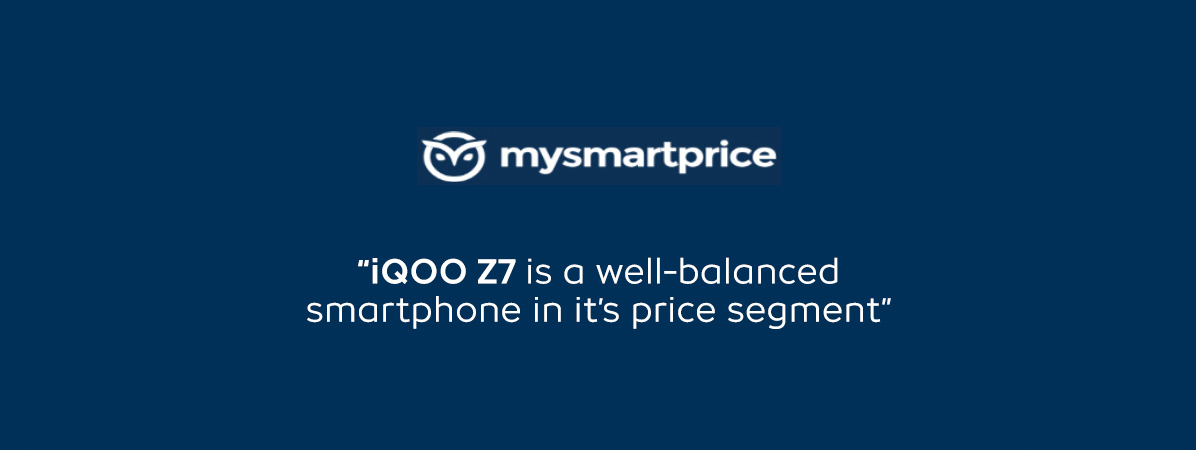 mysmartprice
“iQOO Z7 is a well-balanced
smartphone in it’s price segment”